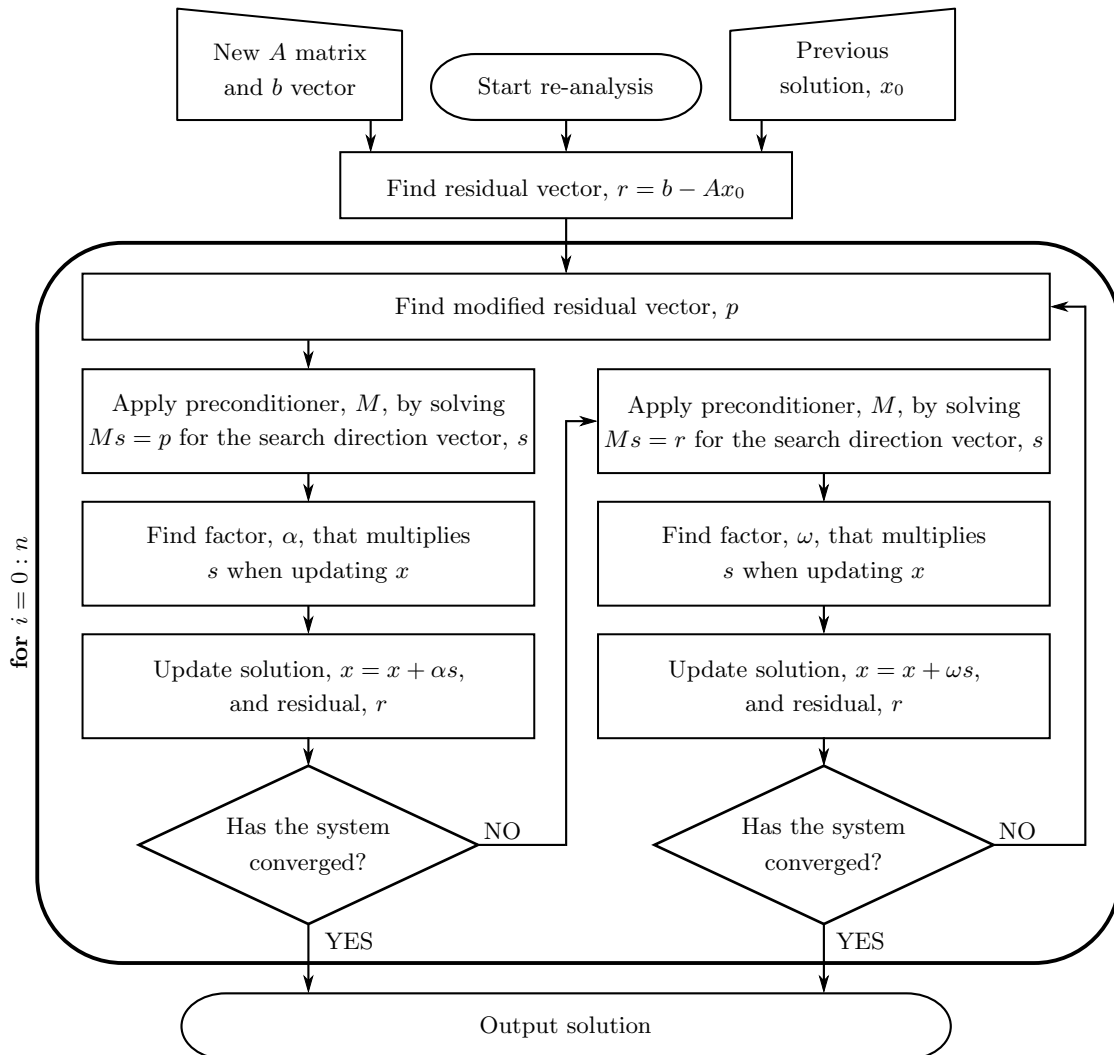 New A matrix
and b vector
Start re-analysis
Previous
solution, x₀
Find residual vector, r = b − Ax₀
for i = 0 : n
Find modified residual vector, p
Apply preconditioner, M, by solving
Ms = p for the search direction vector, s
Find factor, α, that multiplies
s when updating x
Update solution, x = x + αs,
and residual, r
Has the system
converged?
NO
YES
Apply preconditioner, M, by solving
Ms = r for the search direction vector, s
Find factor, ω, that multiplies
s when updating x
Update solution, x = x + ωs,
and residual, r
Has the system
converged?
NO
YES
Output solution